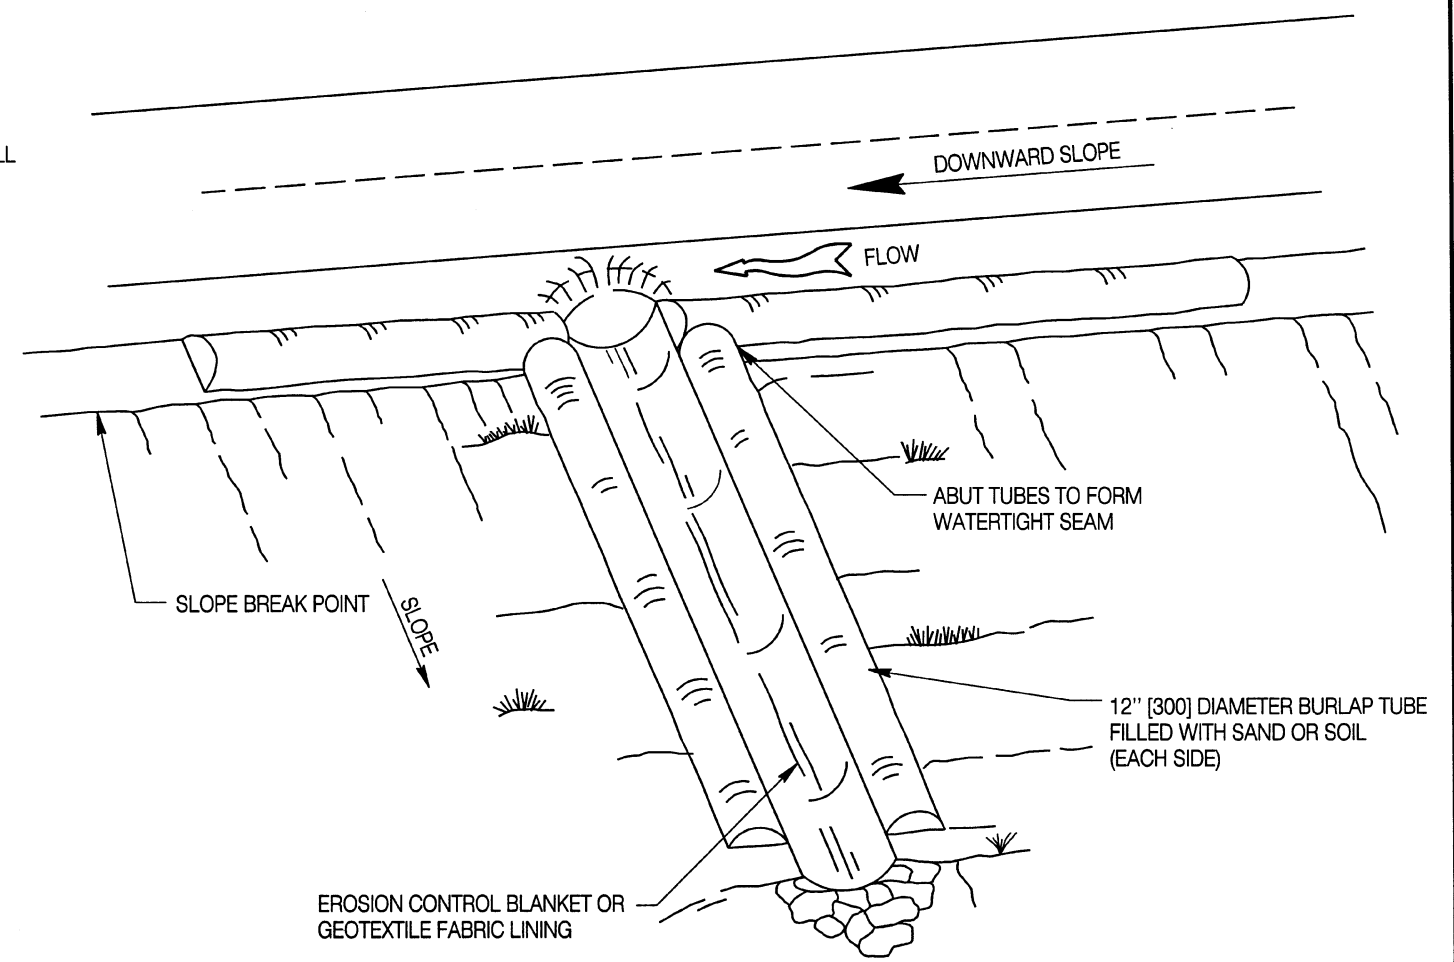 LL
DOWNWARD SLOPE
FLOW
ABUT TUBES TO FORM
WATERTIGHT SEAM
SLOPE BREAK POINT
SLOPE
12'' [300] DIAMETER BURLAP TUBE
FILLED WITH SAND OR SOIL
(EACH SIDE)
EROSION CONTROL BLANKET OR
GEOTEXTILE FABRIC LINING